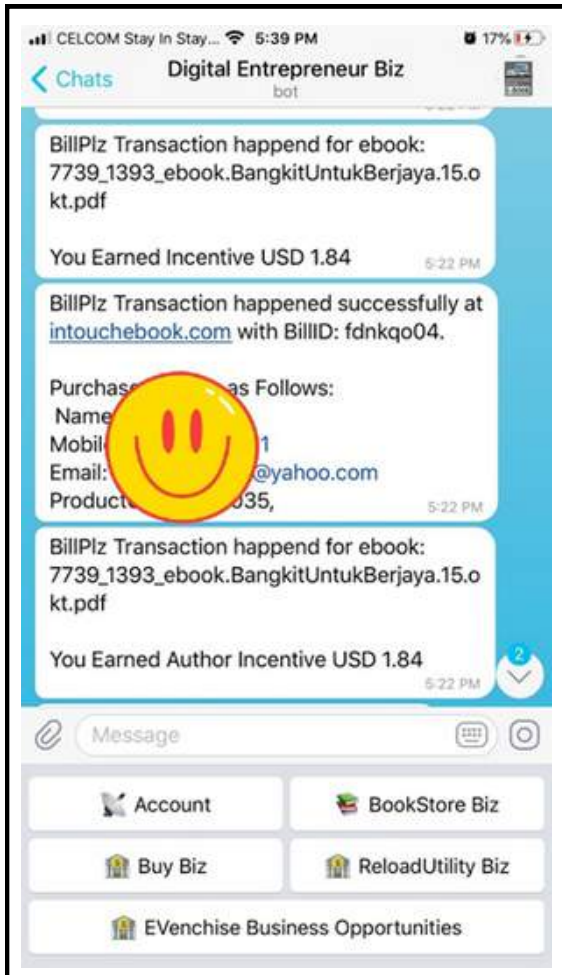 CELCOM Stay In Stay... 5:39 PM 17%
Chats Digital Entrepreneur Biz
bot
BillPlz Transaction happend for ebook:
7739_1393_ebook.BangkitUntukBerjaya.15.o
kt.pdf
You Earned Incentive USD 1.84 5:22 PM
BillPlz Transaction happened successfully at
intouchebook.com with BillID: fdnkqo04.
Purchase as Follows:
Name
Mobil 1
Email: @yahoo.com
Product 035, 5:22 PM
BillPlz Transaction happend for ebook:
7739_1393_ebook.BangkitUntukBerjaya.15.o
kt.pdf
You Earned Author Incentive USD 1.84
5:22 PM
2
Message
Account BookStore Biz
Buy Biz ReloadUtility Biz
EVenchise Business Opportunities